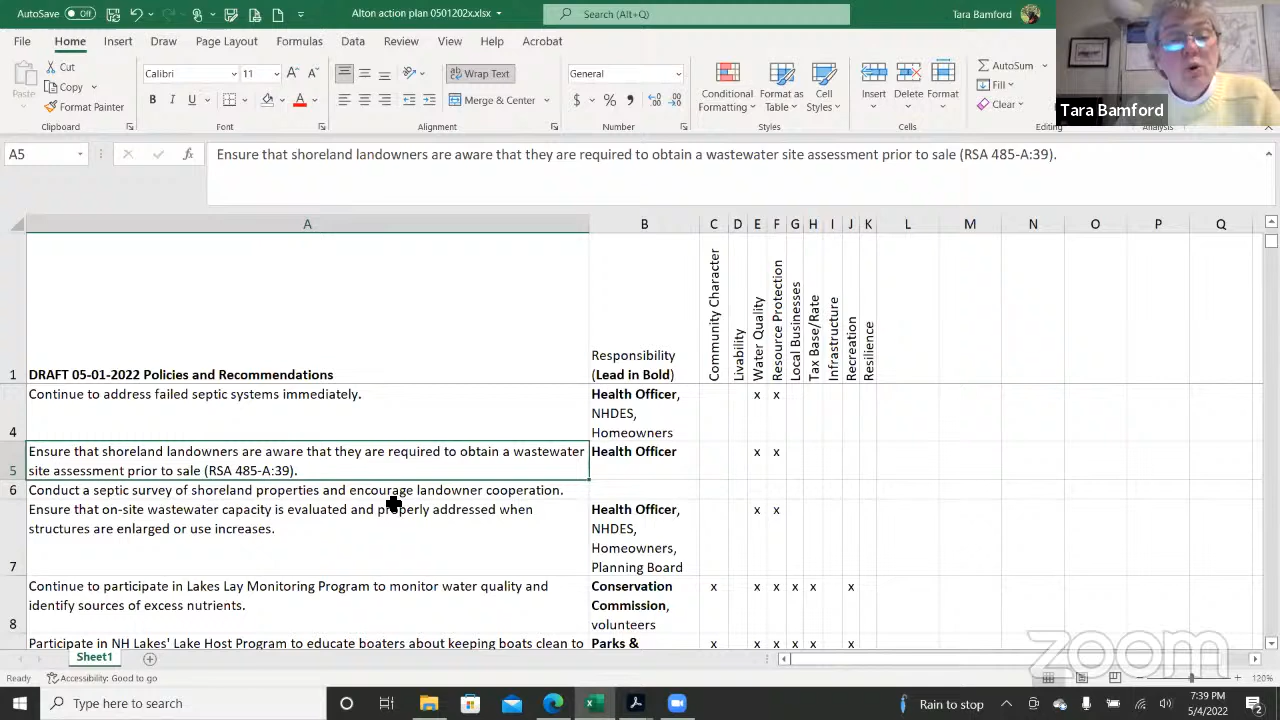 AutoSave Off
Alton action plan 0501202x.xlsx
Search (Alt+Q)
Tara Bamford
File Home Insert Draw Page Layout Formulas Data Review View Help Acrobat
Paste
Cut
Copy
Format Painter
Clipboard
Calibri 11
B I U
Font
Wrap Text
Merge & Center
Alignment
General
Number
Conditional Formatting
Format as Table
Cell Styles
Styles
Insert
Delete
Format
Cells
AutoSum
Fill
Clear
Editing
Analysis
Tara Bamford
A5
fx
Ensure that shoreland landowners are aware that they are required to obtain a wastewater site assessment prior to sale (RSA 485-A:39).
A B C D E F G H I J K L M N O P Q
1
DRAFT 05-01-2022 Policies and Recommendations
Responsibility
(Lead in Bold)
Community Character
Livability
Water Quality
Resource Protection
Local Businesses
Tax Base/Rate
Infrastructure
Recreation
Resilience
4
Continue to address failed septic systems immediately.
Health Officer,
NHDES,
Homeowners
x x
5
Ensure that shoreland landowners are aware that they are required to obtain a wastewater
site assessment prior to sale (RSA 485-A:39).
Health Officer
x x
6
Conduct a septic survey of shoreland properties and encourage landowner cooperation.
7
Ensure that on-site wastewater capacity is evaluated and properly addressed when
structures are enlarged or use increases.
Health Officer,
NHDES,
Homeowners,
Planning Board
x x
8
Continue to participate in Lakes Lay Monitoring Program to monitor water quality and
identify sources of excess nutrients.
Conservation
Commission,
volunteers
x x x x x x
Participate in NH Lakes' Lake Host Program to educate boaters about keeping boats clean to
Parks &
x x x x x x
Sheet1
zoom
Ready
Accessibility: Good to go
120%
Type here to search
Rain to stop
7:39 PM
5/4/2022